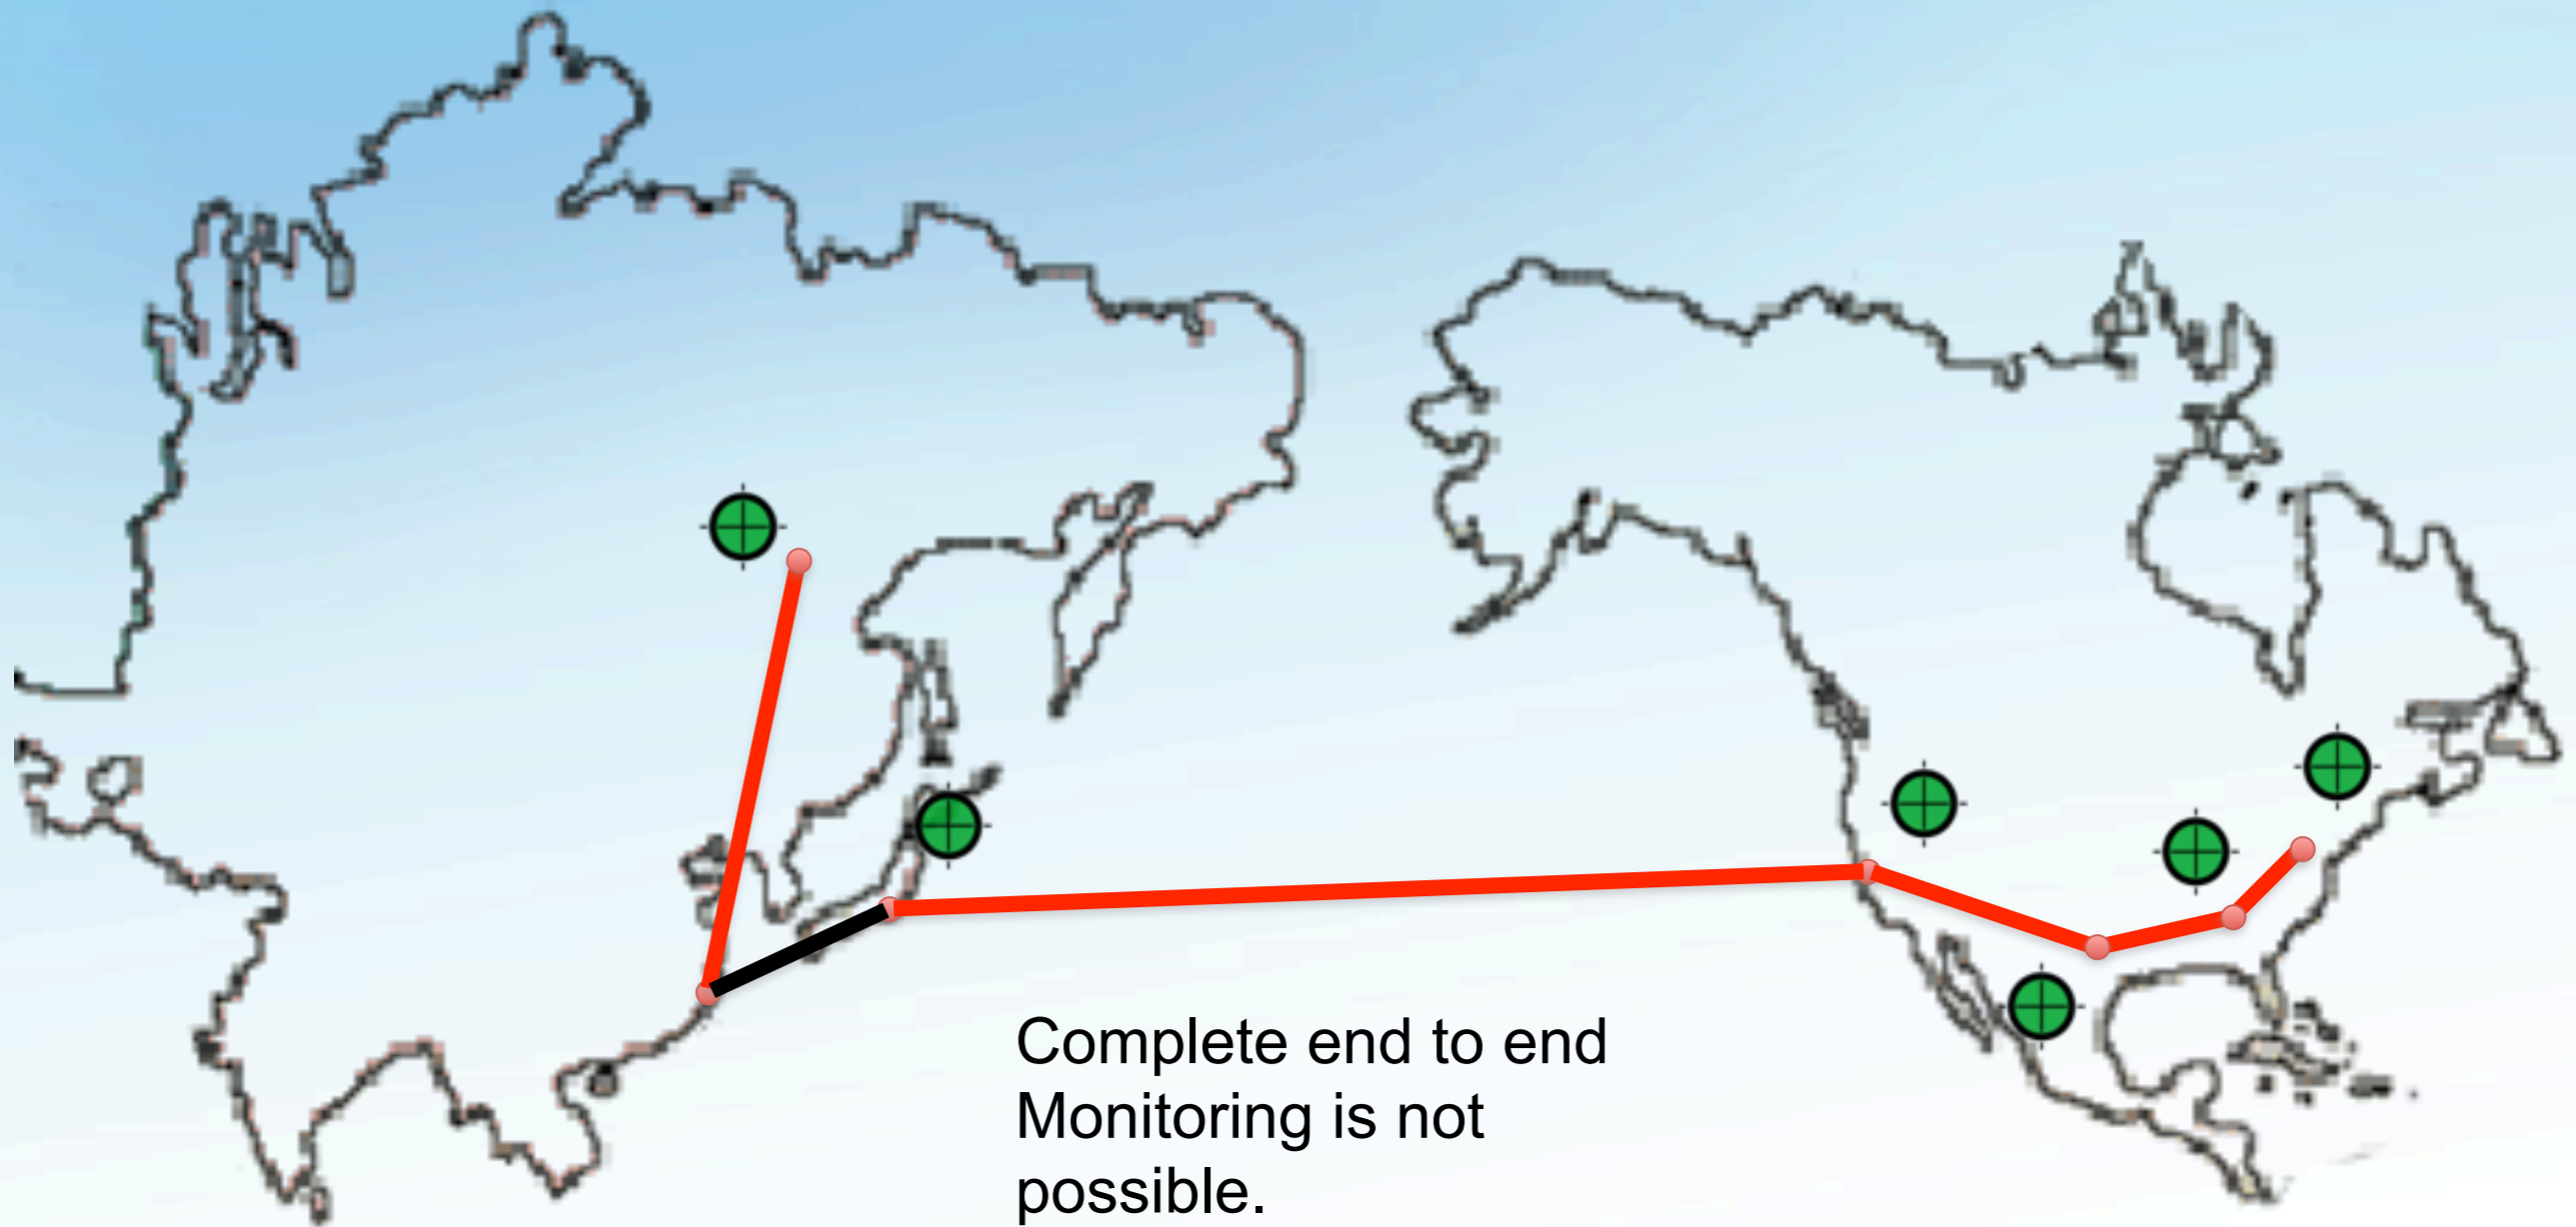 Complete end to end
Monitoring is not
possible.